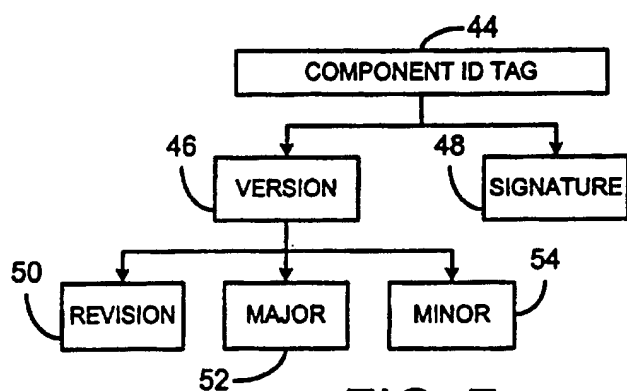 44
COMPONENT ID TAG
46
VERSION
48
SIGNATURE
50
REVISION
MAJOR
MINOR
54
52